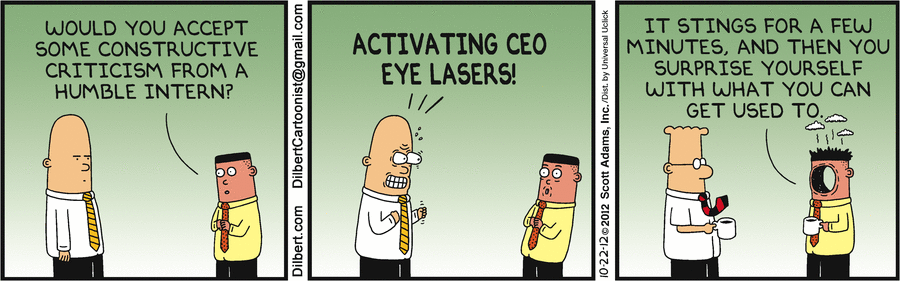 WOULD YOU ACCEPT
SOME CONSTRUCTIVE
CRITICISM FROM A
HUMBLE INTERN?
Dilbert.com DilbertCartoonist@gmail.com
ACTIVATING CEO
EYE LASERS!
10-22-12 © 2012 Scott Adams, Inc. /Dist. by Universal Uclick
IT STINGS FOR A FEW
MINUTES, AND THEN YOU
SURPRISE YOURSELF
WITH WHAT YOU CAN
GET USED TO.